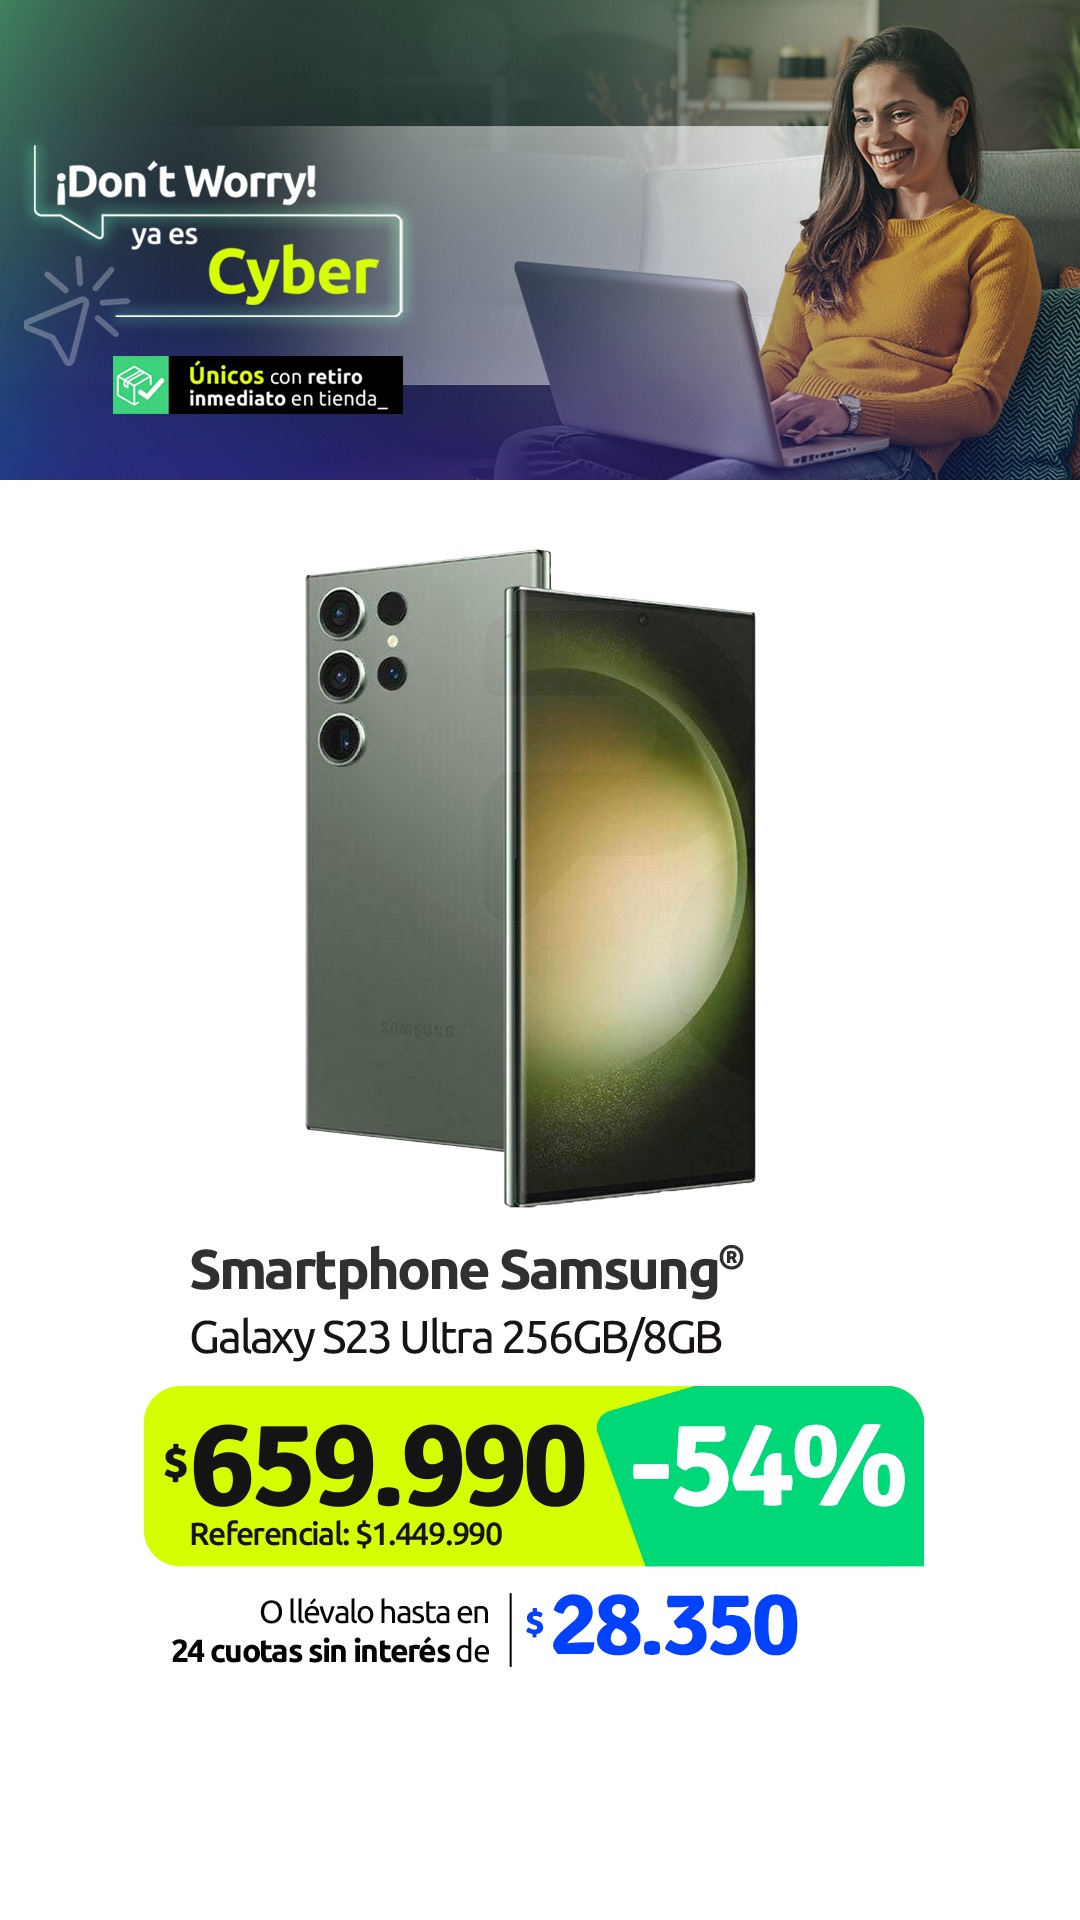 ¡Don´t Worry!
ya es
Cyber
Únicos con retiro
inmediato en tienda_
SAMSUNG
Smartphone Samsung®
Galaxy S23 Ultra 256GB/8GB
$659.990
-54%
Referencial: $1.449.990
O llévalo hasta en
24 cuotas sin interés de
$28.350